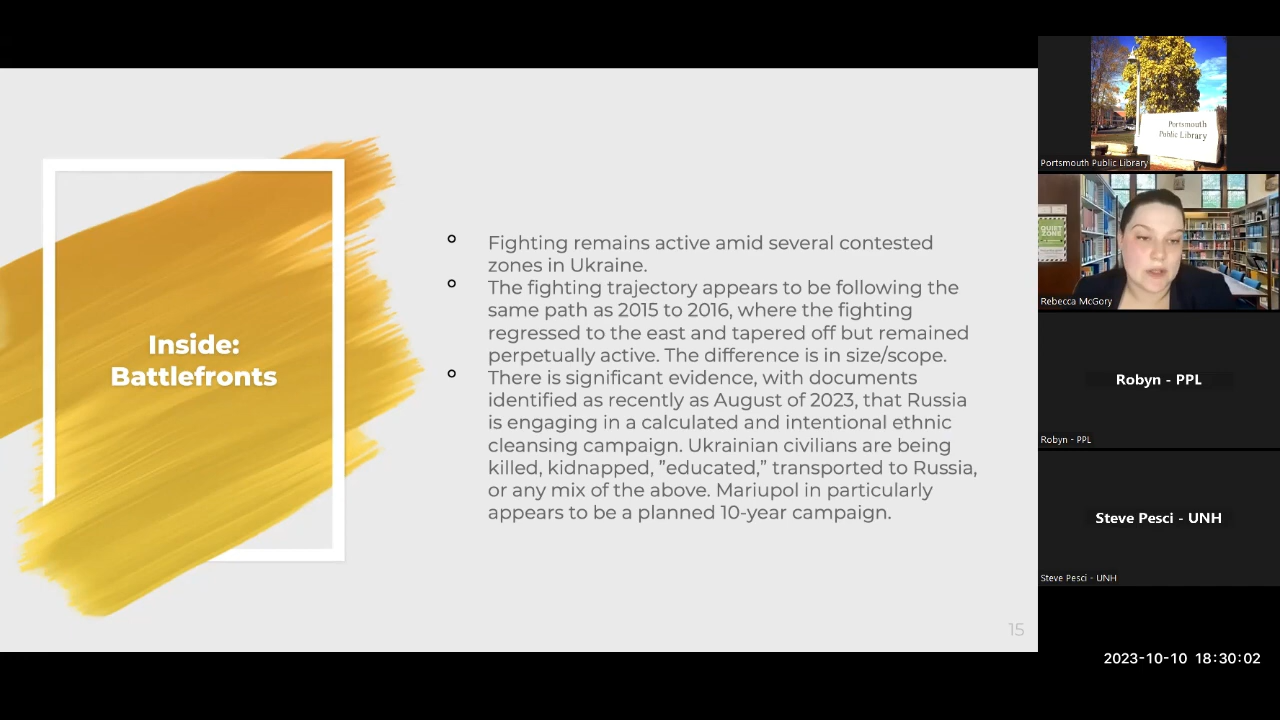 Inside:
Battlefronts
Fighting remains active amid several contested
zones in Ukraine.
The fighting trajectory appears to be following the
same path as 2015 to 2016, where the fighting
regressed to the east and tapered off but remained
perpetually active. The difference is in size/scope.
There is significant evidence, with documents
identified as recently as August of 2023, that Russia
is engaging in a calculated and intentional ethnic
cleansing campaign. Ukrainian civilians are being
killed, kidnapped, ”educated,” transported to Russia,
or any mix of the above. Mariupol in particularly
appears to be a planned 10-year campaign.
15
Portsmouth
Public Library
Portsmouth Public Library
QUIET
ZONE
Rebecca McGory
Robyn - PPL
Robyn - PPL
Steve Pesci - UNH
Steve Pesci - UNH
2023-10-10 18:30:02